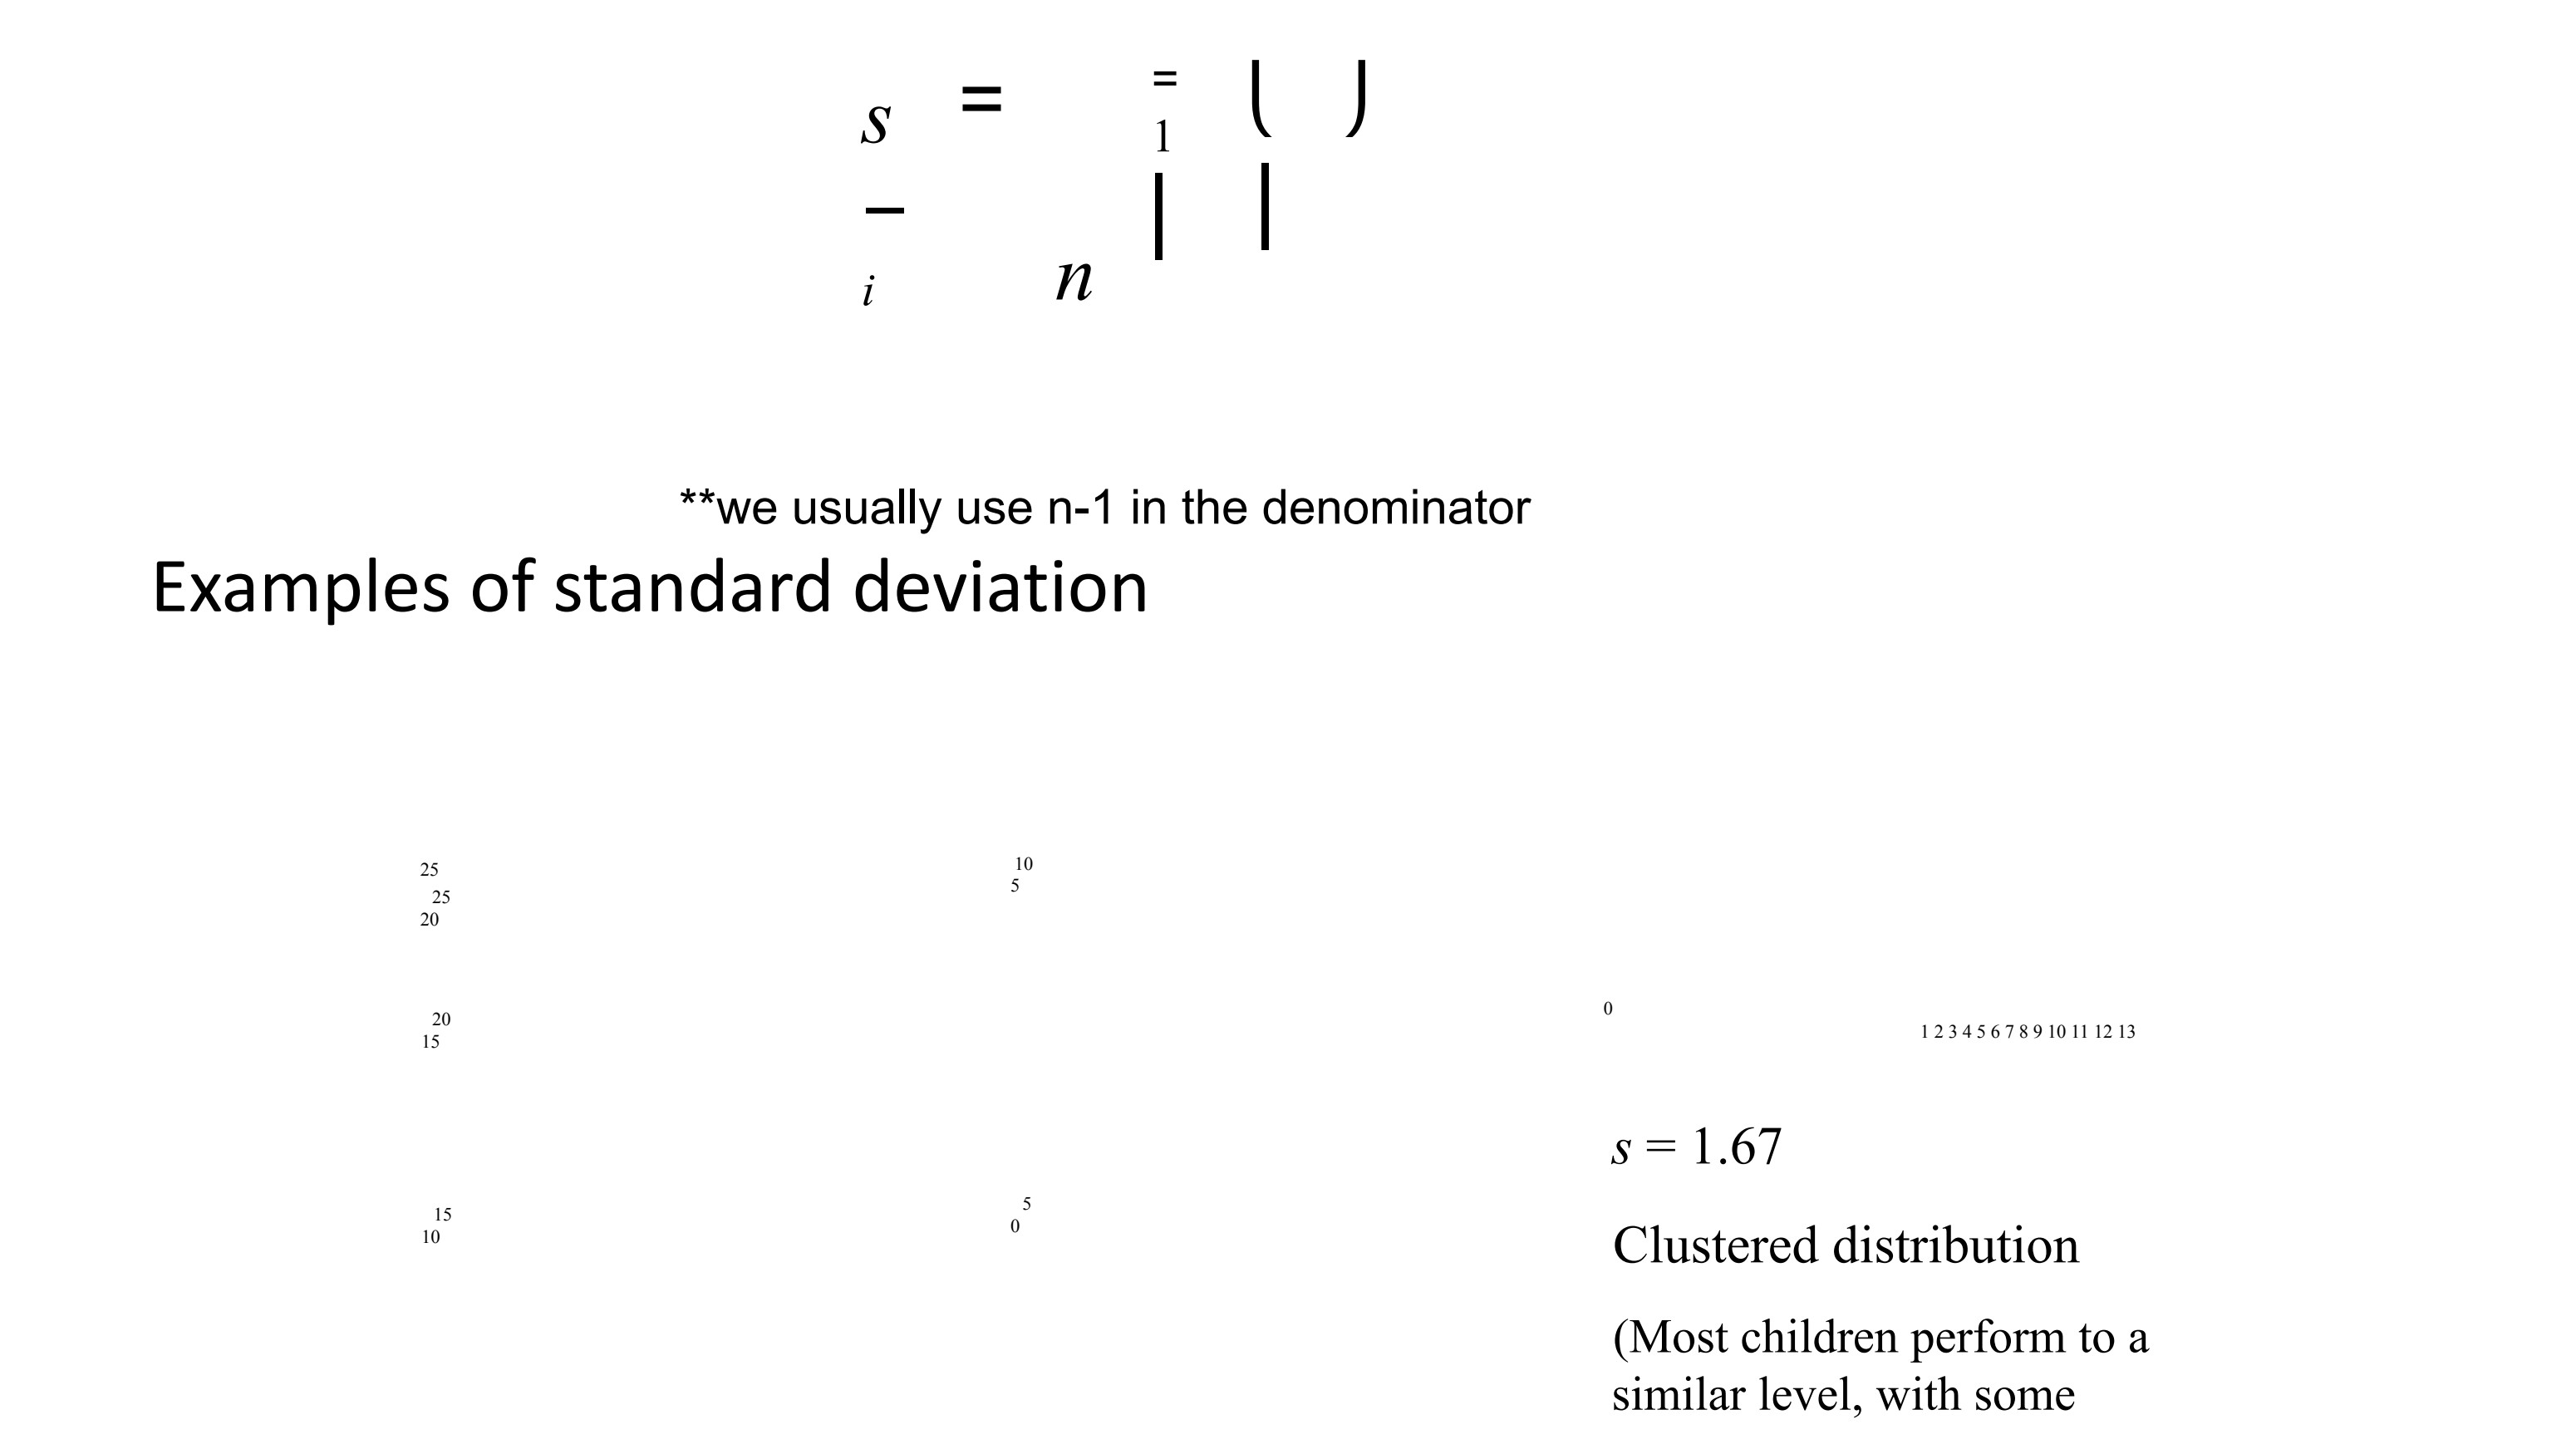 s = = ( )
1
– | |
i n
**we usually use n-1 in the denominator
Examples of standard deviation
25
25
20
20
15
15
10
10
5
5
0
0
1 2 3 4 5 6 7 8 9 10 11 12 13
s = 1.67
Clustered distribution
(Most children perform to a
similar level, with some